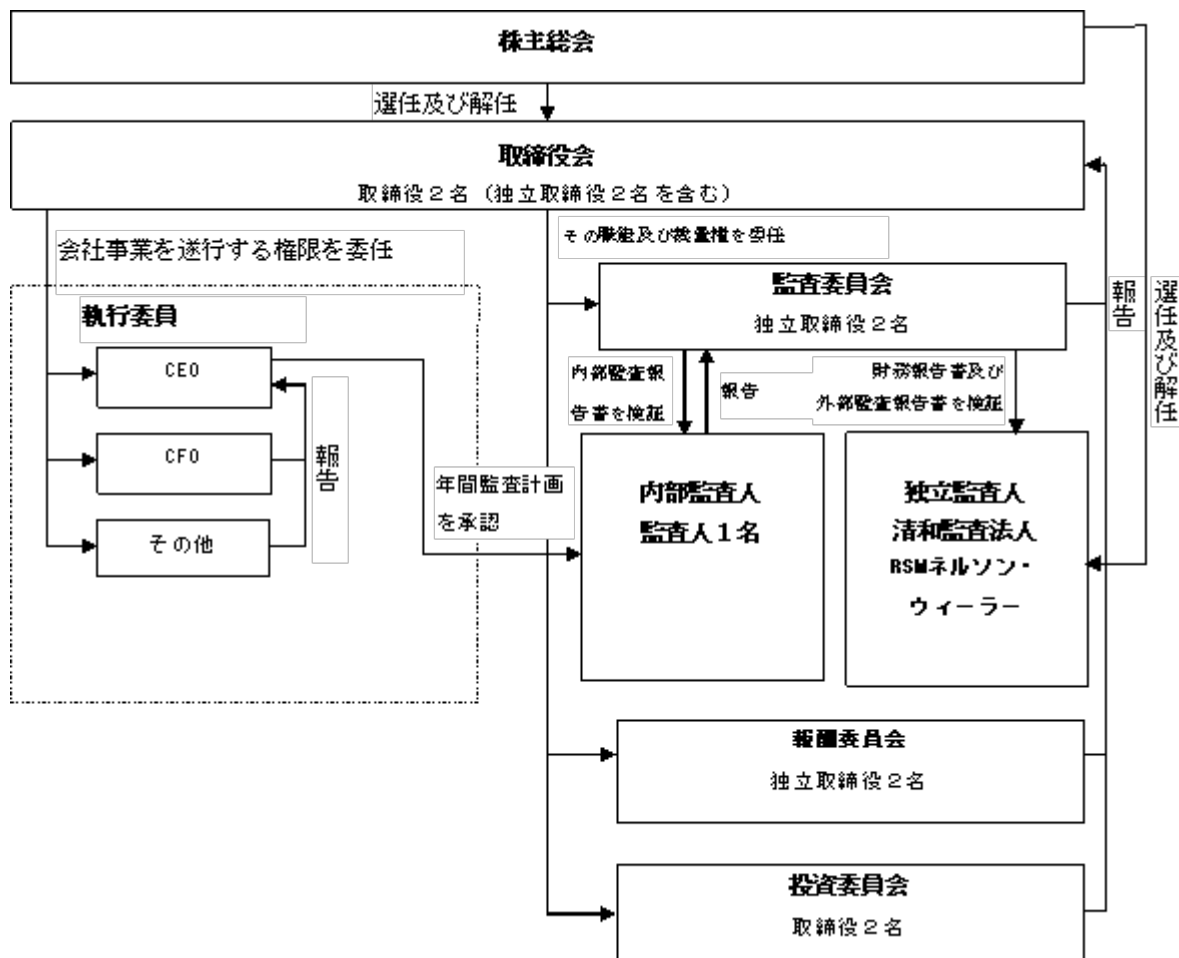 株主総会
選任及び解任
取締役会
取締役２名（独立取締役２名を含む）
会社事業を遂行する権限を委任
その職能及び裁量権を委任
監査委員会
独立取締役２名
報告
選任及び解任
執行委員
CEO
CFO
その他
報告
内部監査報
告書を検証
報告
財務報告書及び
外部監査報告書を検証
年間監査計画
を承認
内部監査人
監査人１名
独立監査人
清和監査法人
RSMネルソン・
ウィーラー
報酬委員会
独立取締役２名
投資委員会
取締役２名